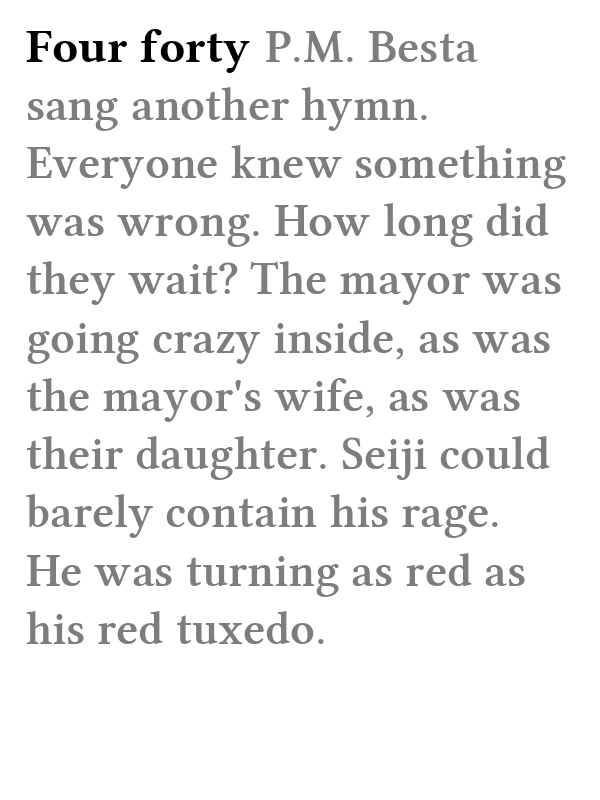 Four forty P.M. Besta
sang another hymn.
Everyone knew something
was wrong. How long did
they wait? The mayor was
going crazy inside, as was
the mayor's wife, as was
their daughter. Seiji could
barely contain his rage.
He was turning as red as
his red tuxedo.